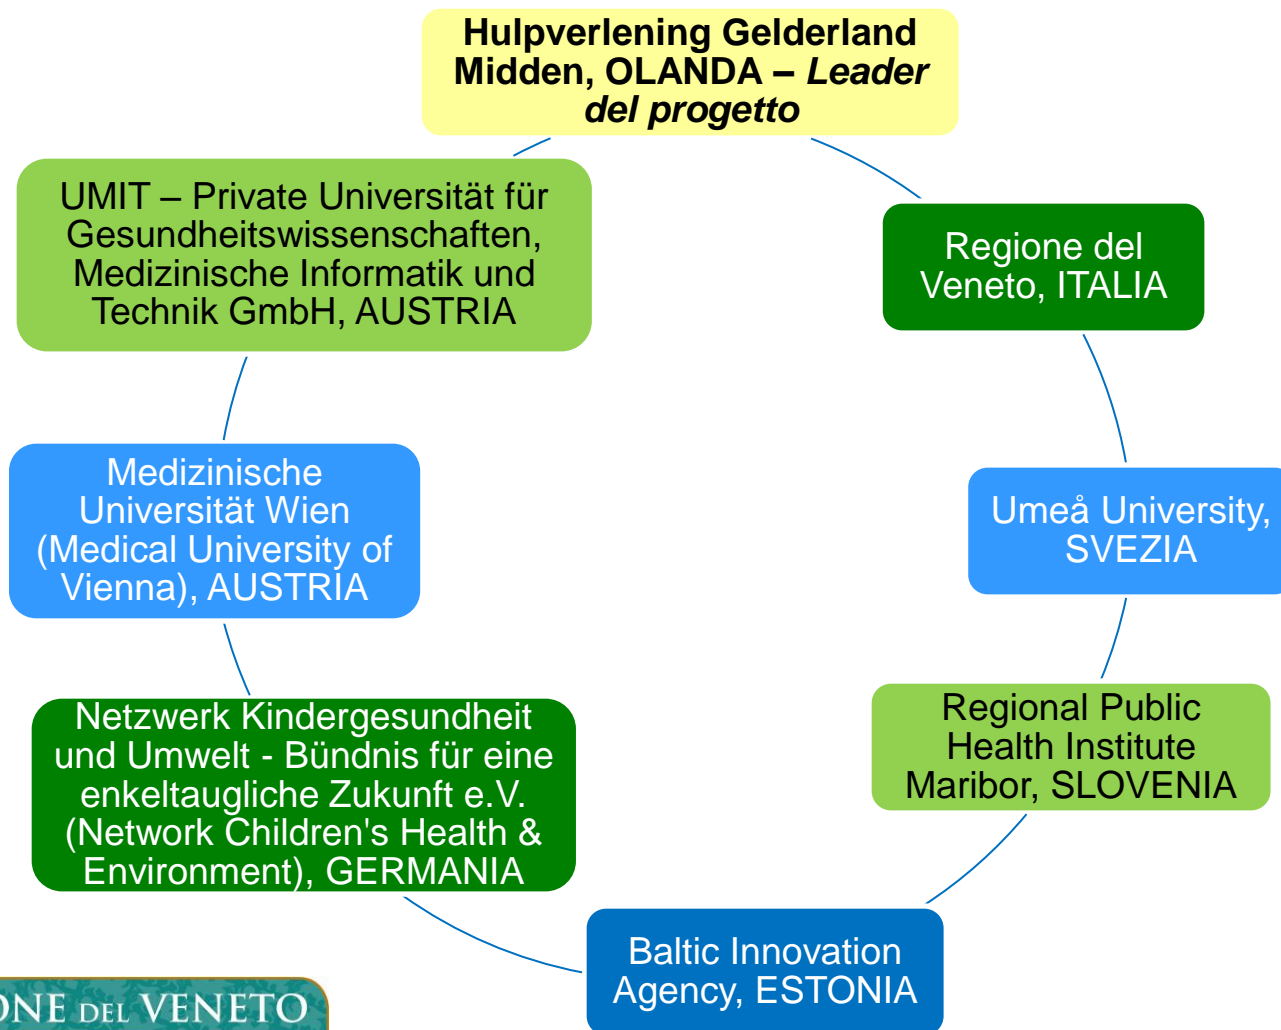 Hulpverlening Gelderland
Midden, OLANDA – Leader
del progetto
UMIT – Private Universität für
Gesundheitswissenschaften,
Medizinische Informatik und
Technik GmbH, AUSTRIA
Regione del
Veneto, ITALIA
Medizinische
Universität Wien
(Medical University of
Vienna), AUSTRIA
Umeå University,
SVEZIA
Netzwerk Kindergesundheit
und Umwelt - Bündnis für eine
enkeltaugliche Zukunft e.V.
(Network Children's Health &
Environment), GERMANIA
Regional Public
Health Institute
Maribor, SLOVENIA
Baltic Innovation
Agency, ESTONIA
ONE DEL VENETO